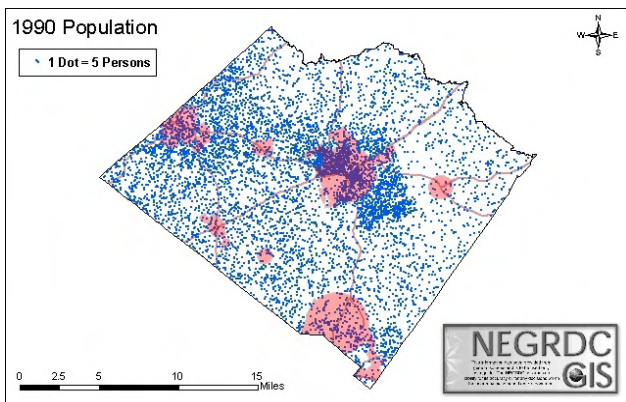 1990 Population
1 Dot = 5 Persons
N
W E
S
NEGRDC
GIS
0 2.5 5 10 15
Miles